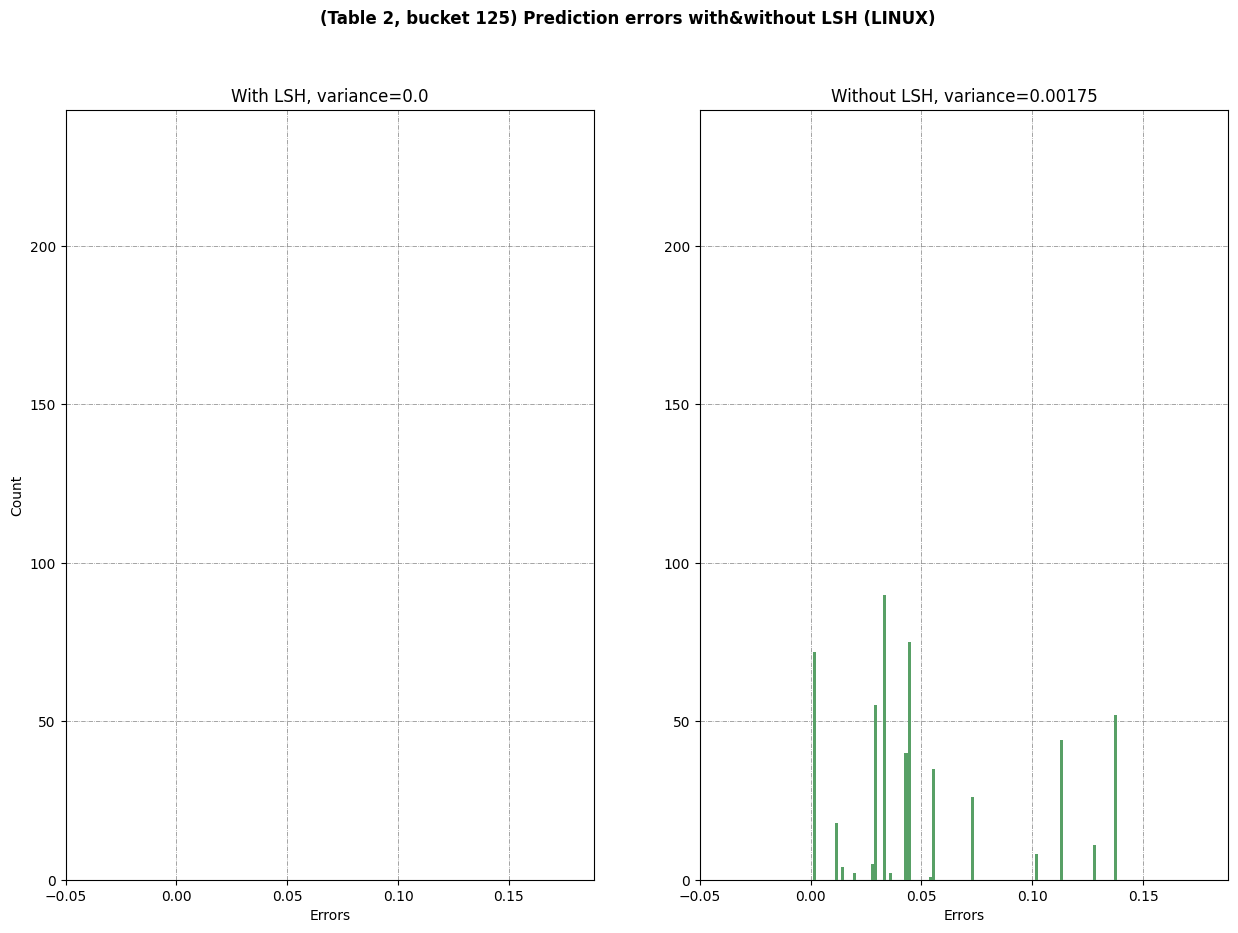 (Table 2, bucket 125) Prediction errors with&without LSH (LINUX)
With LSH, variance=0.0
200
150
100
50
0
−0.05 0.00 0.05 0.10 0.15
Count
Errors
Without LSH, variance=0.00175
200
150
100
50
0
−0.05 0.00 0.05 0.10 0.15
Errors